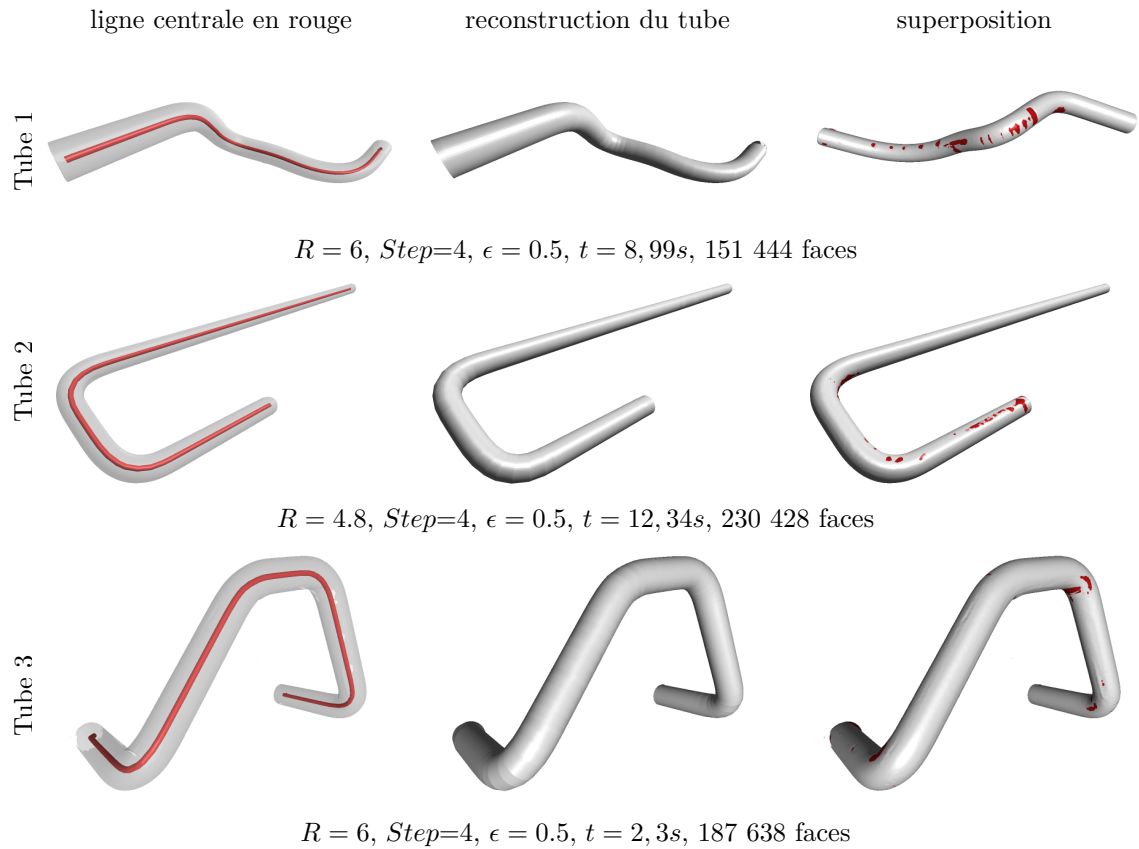 ligne centrale en rouge
reconstruction du tube
superposition
Tube 1
R = 6, Step=4, ϵ = 0.5, t = 8, 99s, 151 444 faces
Tube 2
R = 4.8, Step=4, ϵ = 0.5, t = 12, 34s, 230 428 faces
Tube 3
R = 6, Step=4, ϵ = 0.5, t = 2, 3s, 187 638 faces